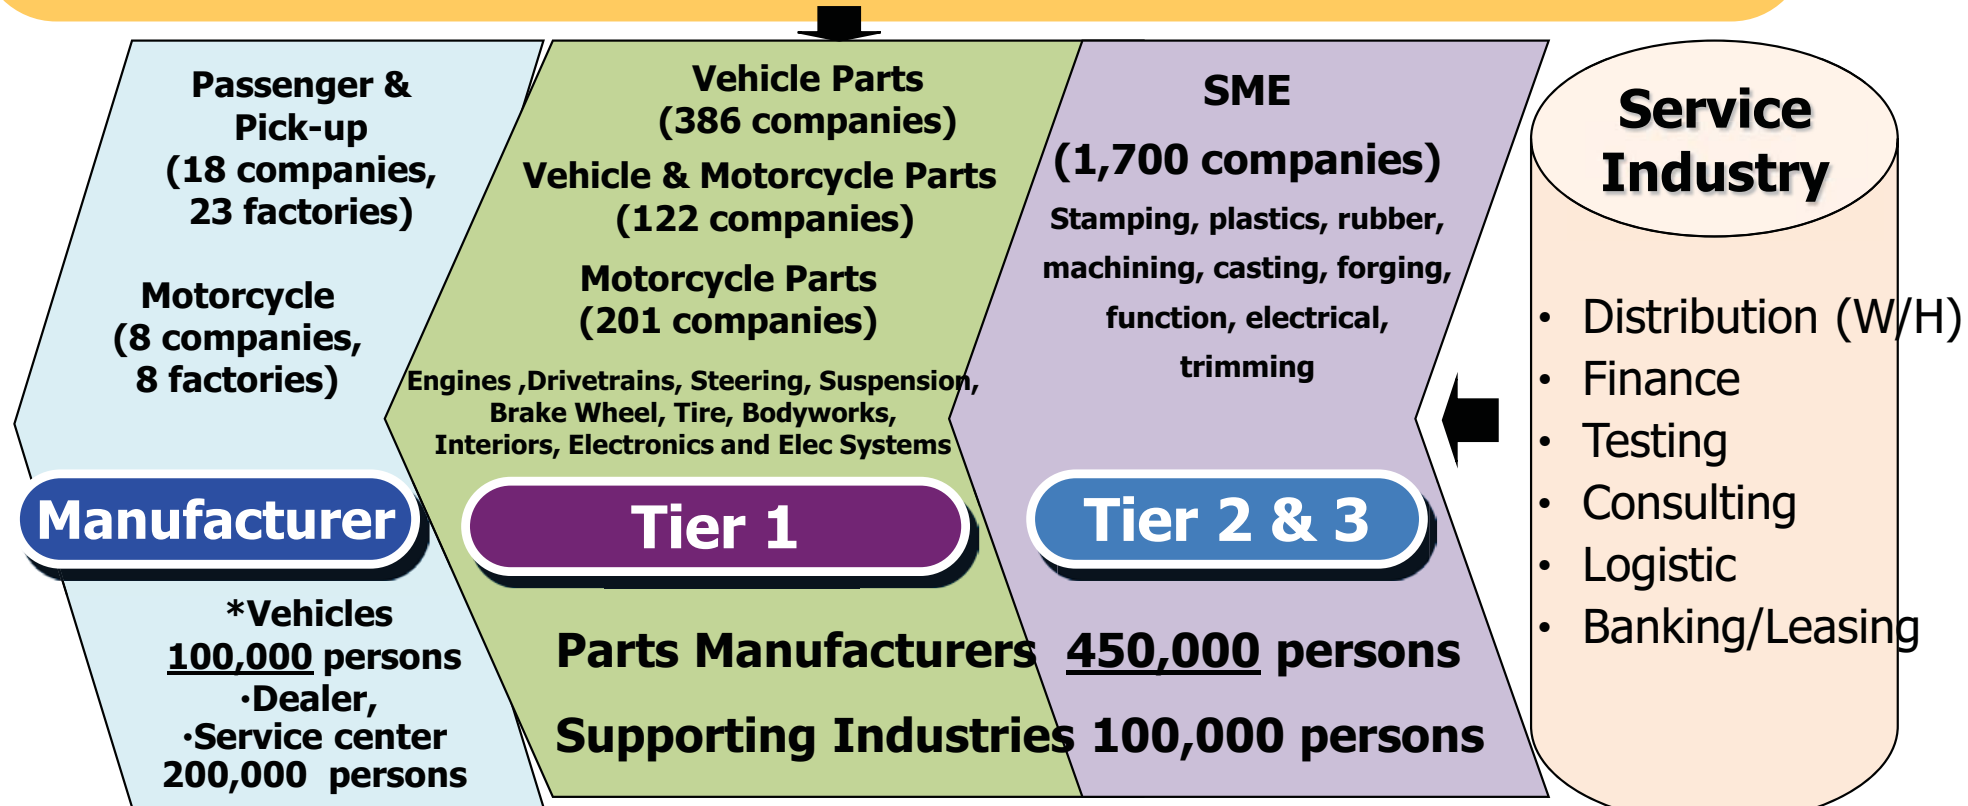 Passenger &
Pick-up
(18 companies,
23 factories)
Motorcycle
(8 companies,
8 factories)
Manufacturer
*Vehicles
100,000 persons
·Dealer,
·Service center
200,000 persons
Vehicle Parts
(386 companies)
Vehicle & Motorcycle Parts
(122 companies)
Motorcycle Parts
(201 companies)
Engines ,Drivetrains, Steering, Suspension,
Brake Wheel, Tire, Bodyworks,
Interiors, Electronics and Elec Systems
Tier 1
SME
(1,700 companies)
Stamping, plastics, rubber,
machining, casting, forging,
function, electrical,
trimming
Tier 2 & 3
Parts Manufacturers 450,000 persons
Supporting Industries 100,000 persons
Service
Industry
• Distribution (W/H)
• Finance
• Testing
• Consulting
• Logistic
• Banking/Leasing